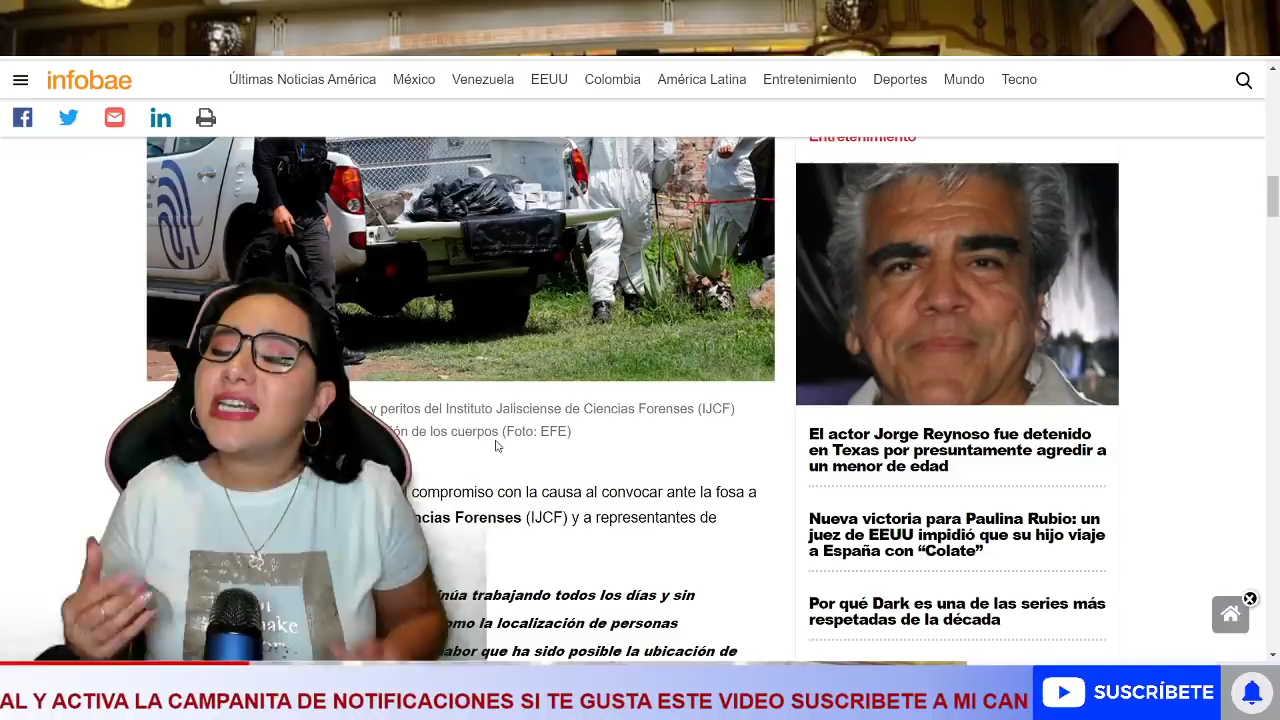 infobae
Últimas Noticias América México Venezuela EEUU Colombia América Latina Entretenimiento Deportes Mundo Tecno
Entretenimiento
y peritos del Instituto Jalisciense de Ciencias Forenses (IJCF)
ón de los cuerpos (Foto: EFE)
compromiso con la causa al convocar ante la fosa a
ncias Forenses (IJCF) y a representantes de
núa trabajando todos los días y sin
omo la localización de personas
abor que ha sido posible la ubicación de
El actor Jorge Reynoso fue detenido
en Texas por presuntamente agredir a
un menor de edad
Nueva victoria para Paulina Rubio: un
juez de EEUU impidió que su hijo viaje
a España con “Colate”
Por qué Dark es una de las series más
respetadas de la década
AL Y ACTIVA LA CAMPANITA DE NOTIFICACIONES SI TE GUSTA ESTE VIDEO SUSCRIBETE A MI CAN
SUSCRÍBETE